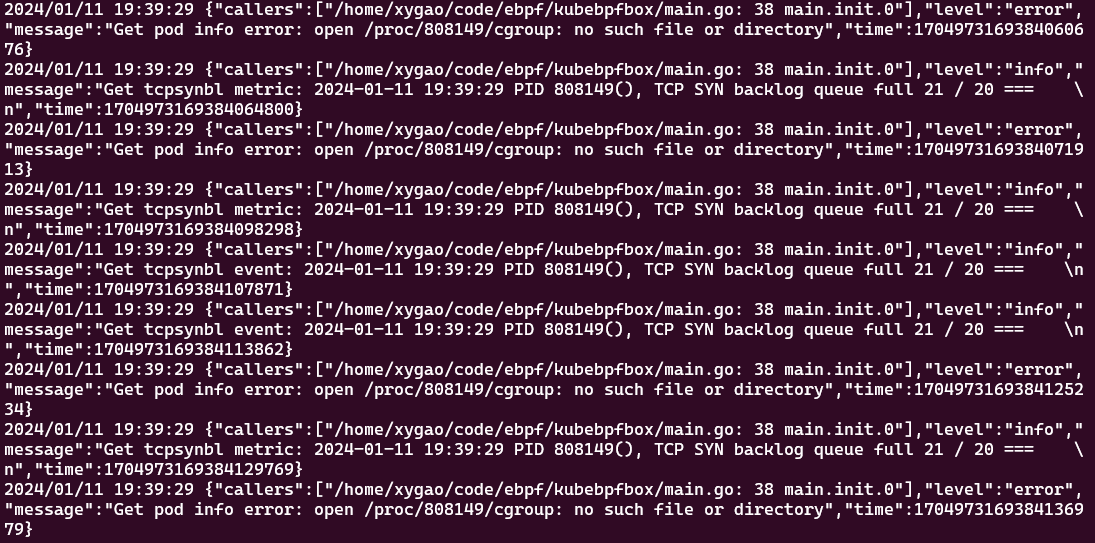 2024/01/11 19:39:29 {"callers":["/home/xygao/code/ebpf/kubebpfbox/main.go: 38 main.init.0"],"level":"error",
"message":"Get pod info error: open /proc/808149/cgroup: no such file or directory","time":17049731693840606
76}
2024/01/11 19:39:29 {"callers":["/home/xygao/code/ebpf/kubebpfbox/main.go: 38 main.init.0"],"level":"info","
message":"Get tcpsynbl metric: 2024-01-11 19:39:29 PID 808149(), TCP SYN backlog queue full 21 / 20 ===    \
n","time":1704973169384064800}
2024/01/11 19:39:29 {"callers":["/home/xygao/code/ebpf/kubebpfbox/main.go: 38 main.init.0"],"level":"error",
"message":"Get pod info error: open /proc/808149/cgroup: no such file or directory","time":17049731693840719
13}
2024/01/11 19:39:29 {"callers":["/home/xygao/code/ebpf/kubebpfbox/main.go: 38 main.init.0"],"level":"info","
message":"Get tcpsynbl metric: 2024-01-11 19:39:29 PID 808149(), TCP SYN backlog queue full 21 / 20 ===    \
n","time":1704973169384098298}
2024/01/11 19:39:29 {"callers":["/home/xygao/code/ebpf/kubebpfbox/main.go: 38 main.init.0"],"level":"info","
message":"Get tcpsynbl event: 2024-01-11 19:39:29 PID 808149(), TCP SYN backlog queue full 21 / 20 ===    \n
","time":1704973169384107871}
2024/01/11 19:39:29 {"callers":["/home/xygao/code/ebpf/kubebpfbox/main.go: 38 main.init.0"],"level":"info","
message":"Get tcpsynbl event: 2024-01-11 19:39:29 PID 808149(), TCP SYN backlog queue full 21 / 20 ===    \n
","time":1704973169384113862}
2024/01/11 19:39:29 {"callers":["/home/xygao/code/ebpf/kubebpfbox/main.go: 38 main.init.0"],"level":"error",
"message":"Get pod info error: open /proc/808149/cgroup: no such file or directory","time":17049731693841252
34}
2024/01/11 19:39:29 {"callers":["/home/xygao/code/ebpf/kubebpfbox/main.go: 38 main.init.0"],"level":"info","
message":"Get tcpsynbl metric: 2024-01-11 19:39:29 PID 808149(), TCP SYN backlog queue full 21 / 20 ===    \
n","time":1704973169384129769}
2024/01/11 19:39:29 {"callers":["/home/xygao/code/ebpf/kubebpfbox/main.go: 38 main.init.0"],"level":"error",
"message":"Get pod info error: open /proc/808149/cgroup: no such file or directory","time":17049731693841369
79}